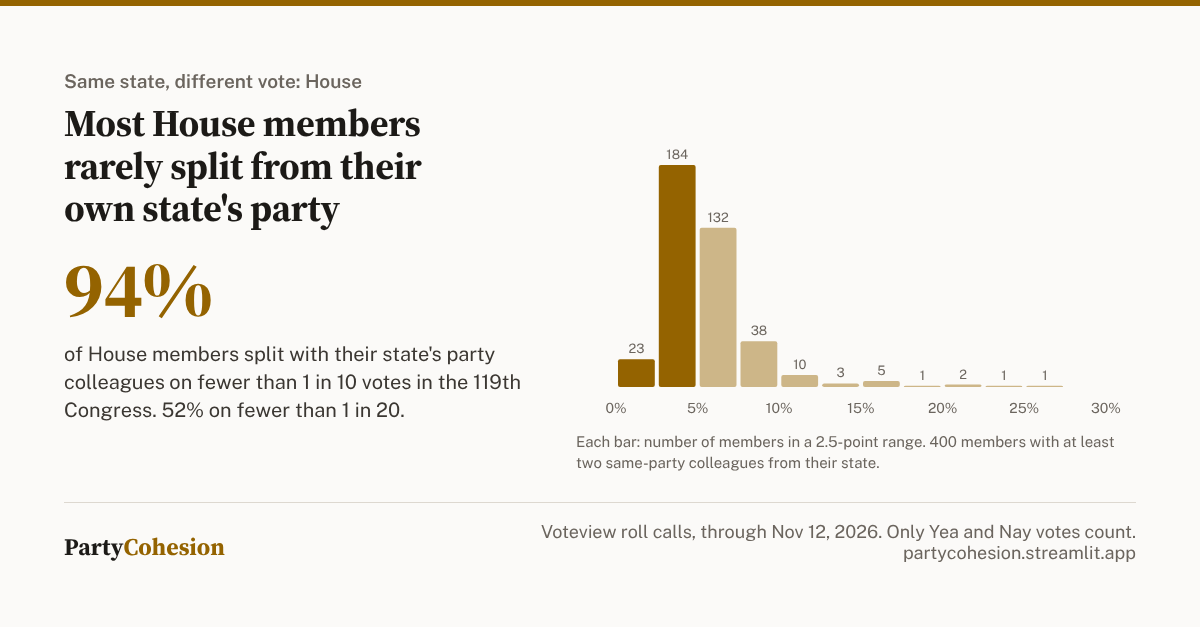 Same state, different vote: House
Most House members
rarely split from their
own state's party
94%
of House members split with their state's party
colleagues on fewer than 1 in 10 votes in the 119th
Congress. 52% on fewer than 1 in 20.
23
184
132
38
10
3
5
1
2
1
1
0%
5%
10%
15%
20%
25%
30%
Each bar: number of members in a 2.5-point range. 400 members with at least
two same-party colleagues from their state.
PartyCohesion
Voteview roll calls, through Nov 12, 2026. Only Yea and Nay votes count.
partycohesion.streamlit.app